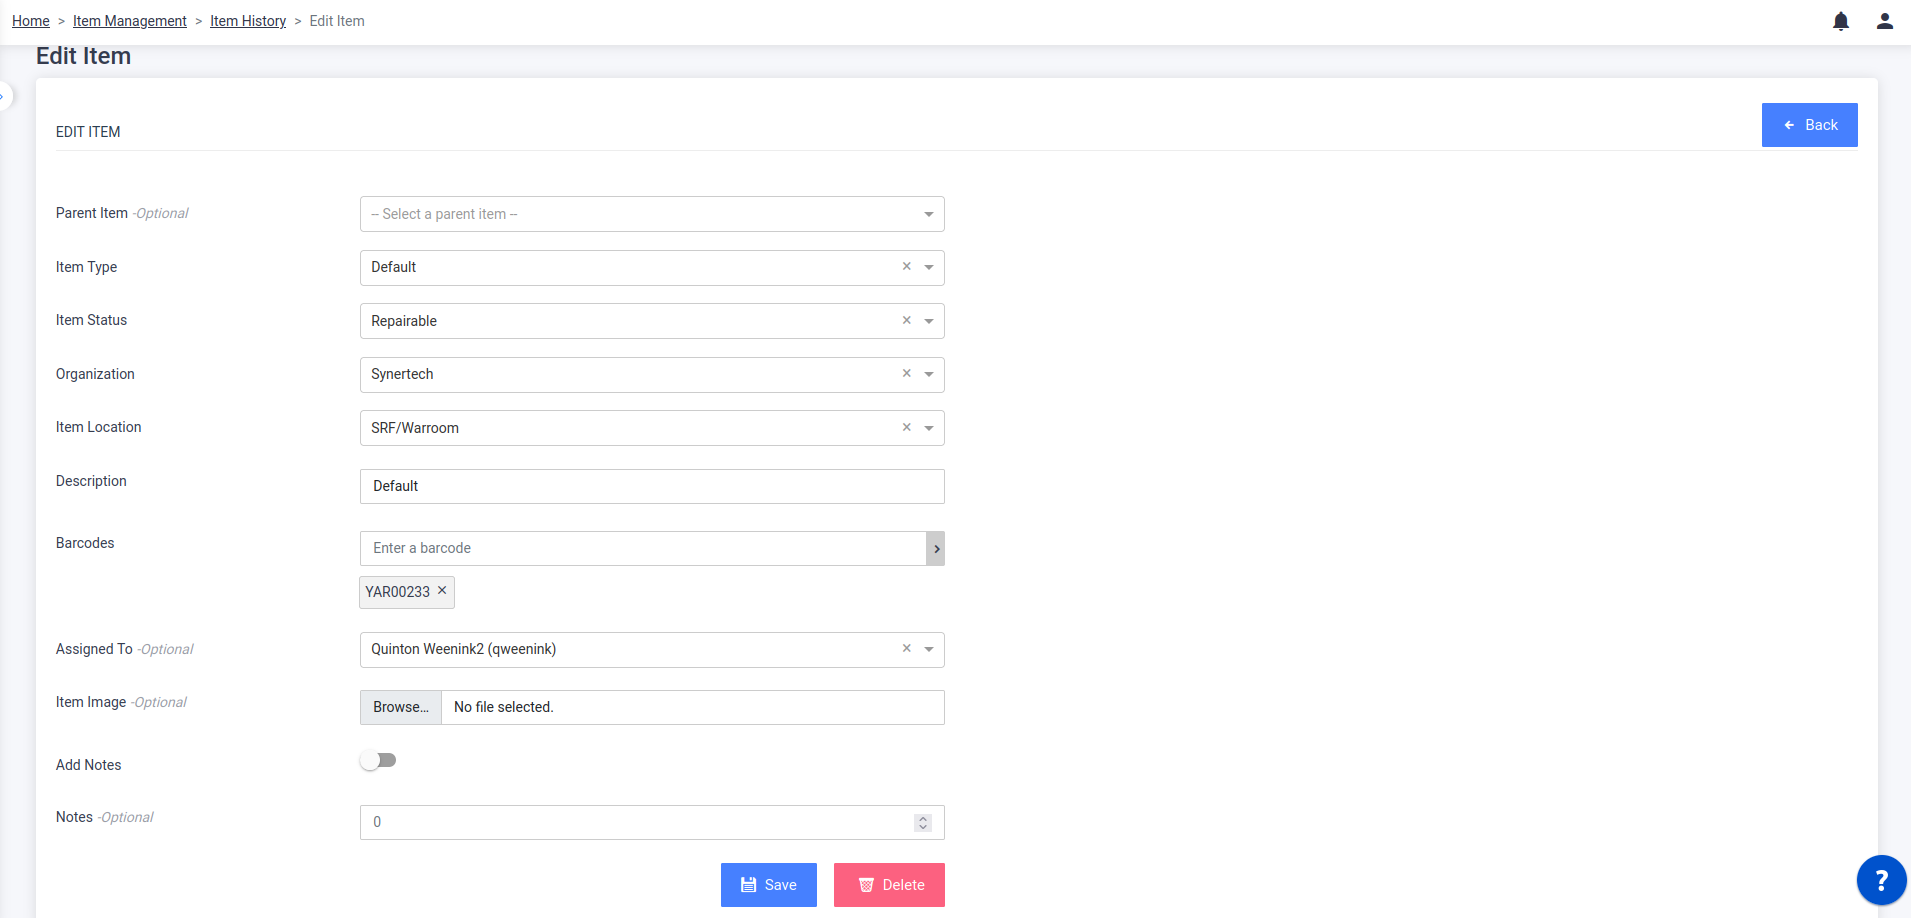 Home > Item Management > Item History > Edit Item
Edit Item
EDIT ITEM
Back
Parent Item -Optional
-- Select a parent item --
Item Type
Default
Item Status
Repairable
Organization
Synertech
Item Location
SRF/Warroom
Description
Default
Barcodes
Enter a barcode
YAR00233
Assigned To -Optional
Quinton Weenink2 (qweenink)
Item Image -Optional
Browse... No file selected.
Add Notes
Notes -Optional
0
Save
Delete
?